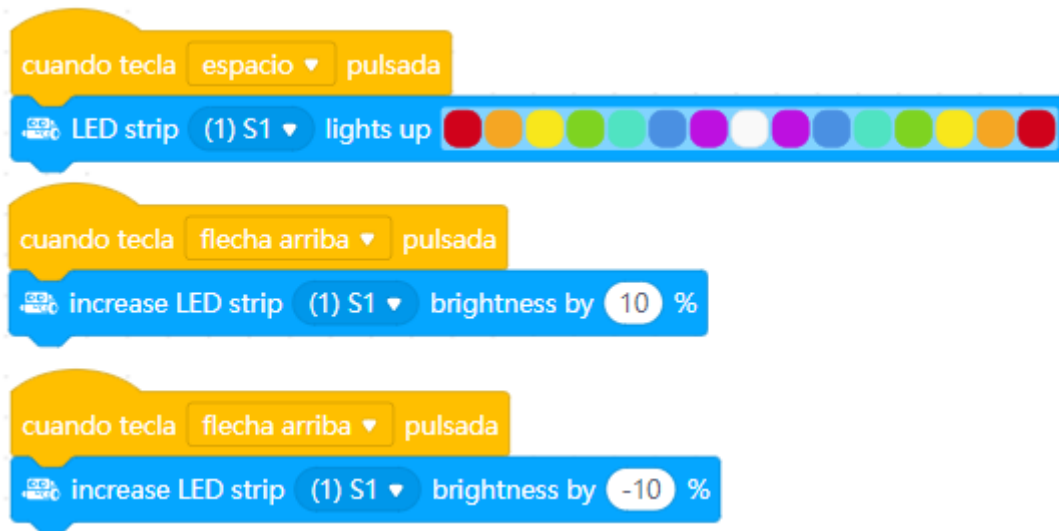 cuando tecla espacio pulsada
LED strip (1) S1 lights up
cuando tecla flecha arriba pulsada
increase LED strip (1) S1 brightness by 10 %
cuando tecla flecha arriba pulsada
increase LED strip (1) S1 brightness by -10 %